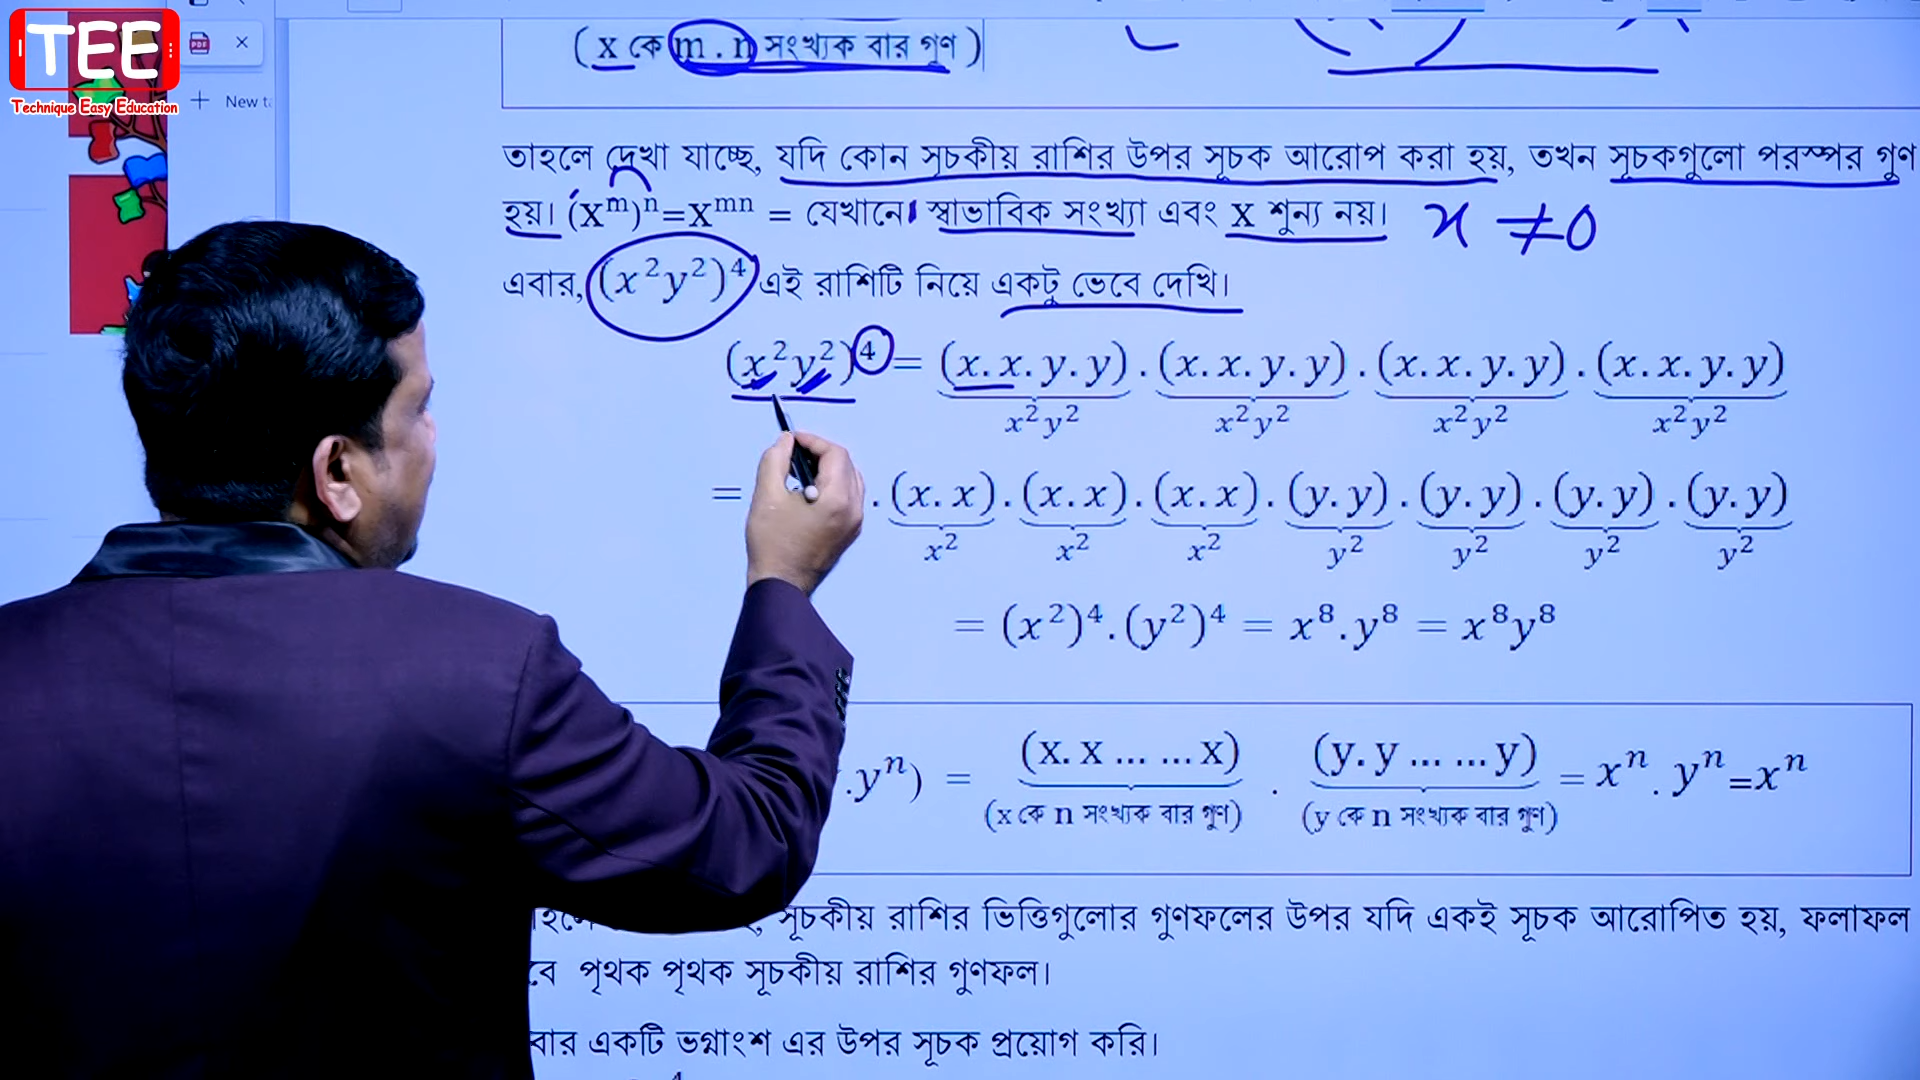 TEE
Technique Easy Education
New t
(x কে m . n সংখ্যক বার গুণ)
তাহলে দেখা যাচ্ছে, যদি কোন সূচকীয় রাশির উপর সূচক আরোপ করা হয়, তখন সূচকগুলো পরস্পর গুণ
হয়। (xᵐ)ⁿ=xᵐⁿ = যেখানে স্বাভাবিক সংখ্যা এবং x শুন্য নয়। x ≠0
এবার, (x²y²)⁴ এই রাশিটি নিয়ে একটু ভেবে দেখি।
(x²y²)⁴ = (x.x.y.y) . (x.x.y.y) . (x.x.y.y) . (x.x.y.y)
x²y² x²y² x²y² x²y²
= .(x.x).(x.x).(x.x).(y.y).(y.y).(y.y).(y.y)
x² x² x² y² y² y² y²
= (x²)⁴.(y²)⁴ = x⁸.y⁸ = x⁸y⁸
.yⁿ) = (x.x … … x) . (y.y … … y) = xⁿ . yⁿ=xⁿ
(x কে n সংখ্যক বার গুণ) (y কে n সংখ্যক বার গুণ)
সূচকীয় রাশির ভিত্তিগুলোর গুণফলের উপর যদি একই সূচক আরোপিত হয়, ফলাফল
বে পৃথক পৃথক সূচকীয় রাশির গুণফল।
বার একটি ভগ্নাংশ এর উপর সূচক প্রয়োগ করি।
4